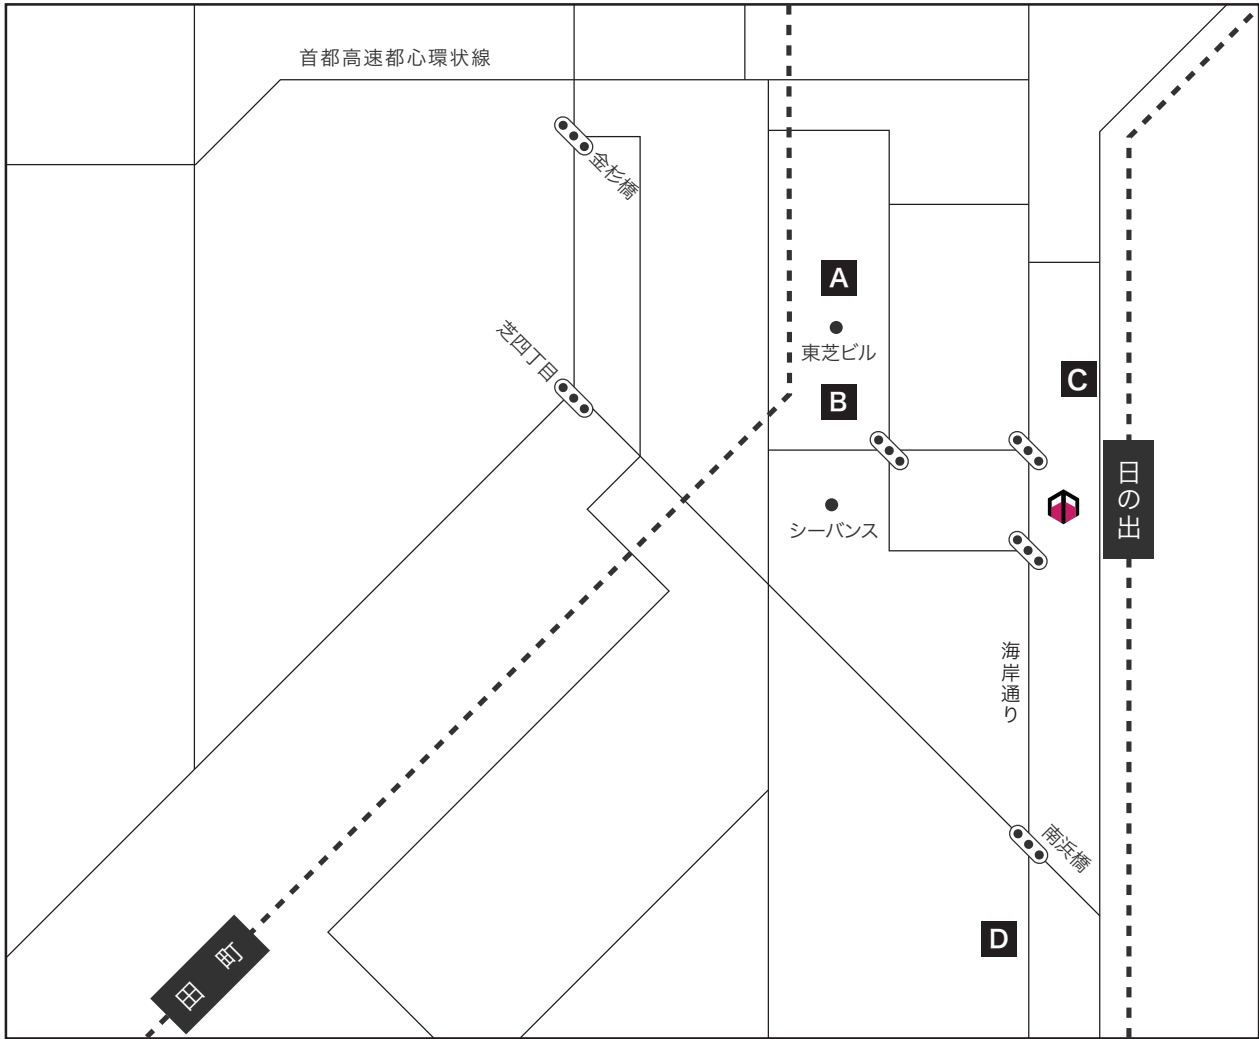 首都高速都心環状線
金杉橋
芝四丁目
A
東芝ビル
B
C
シーバンス
日の出
海岸通り
南浜橋
D
田町